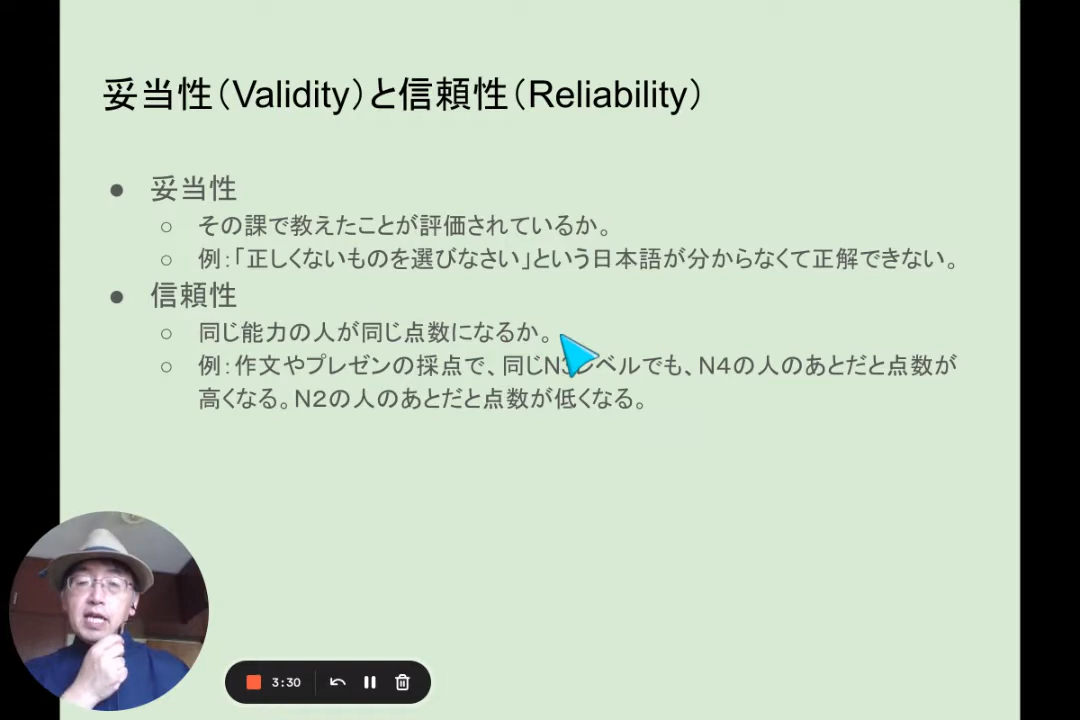 妥当性（Validity）と信頼性（Reliability）
● 妥当性
○ その課で教えたことが評価されているか。
○ 例：「正しくないものを選びなさい」という日本語が分からなくて正解できない。
● 信頼性
○ 同じ能力の人が同じ点数になるか。
○ 例：作文やプレゼンの採点で、同じN3レベルでも、N４の人のあとだと点数が
高くなる。N２の人のあとだと点数が低くなる。
3:30